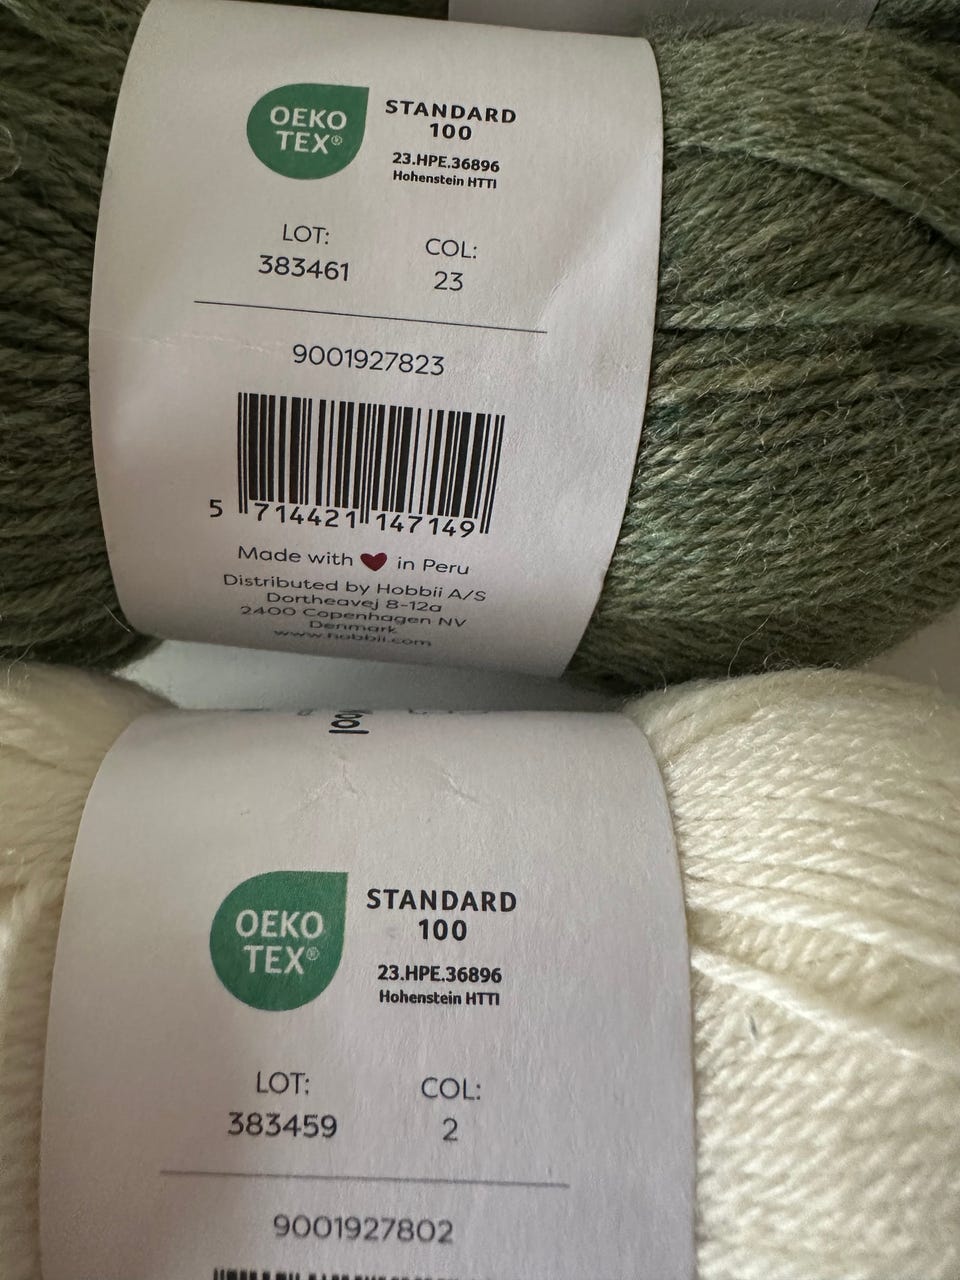 OEKO
TEX®
STANDARD
100
23.HPE.36896
Hohenstein HTTI
LOT:
383461
COL:
23
9001927823
5 714421 147149
Made with ❤ in Peru
Distributed by Hobbii A/S
Dortheavej 8-12a
2400 Copenhagen NV
Denmark
www.hobbii.com
OEKO
TEX®
STANDARD
100
23.HPE.36896
Hohenstein HTTI
LOT:
383459
COL:
2
9001927802